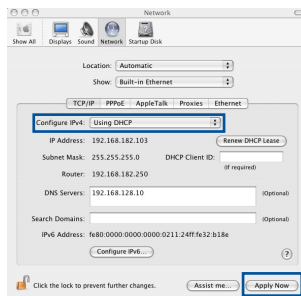 Network
Show All Displays Sound Network Startup Disk
Location: Automatic
Show: Built-in Ethernet
TCP/IP PPPoE AppleTalk Proxies Ethernet
Configure IPv4: Using DHCP
IP Address: 192.168.182.103 Renew DHCP Lease
Subnet Mask: 255.255.255.0 DHCP Client ID:
(If required)
Router: 192.168.182.250
DNS Servers: 192.168.128.10 (Optional)
Search Domains: (Optional)
IPv6 Address: fe80:0000:0000:0000:0211:24ff:fe32:b18e
Configure IPv6... ?
Click the lock to prevent further changes. Assist me... Apply Now